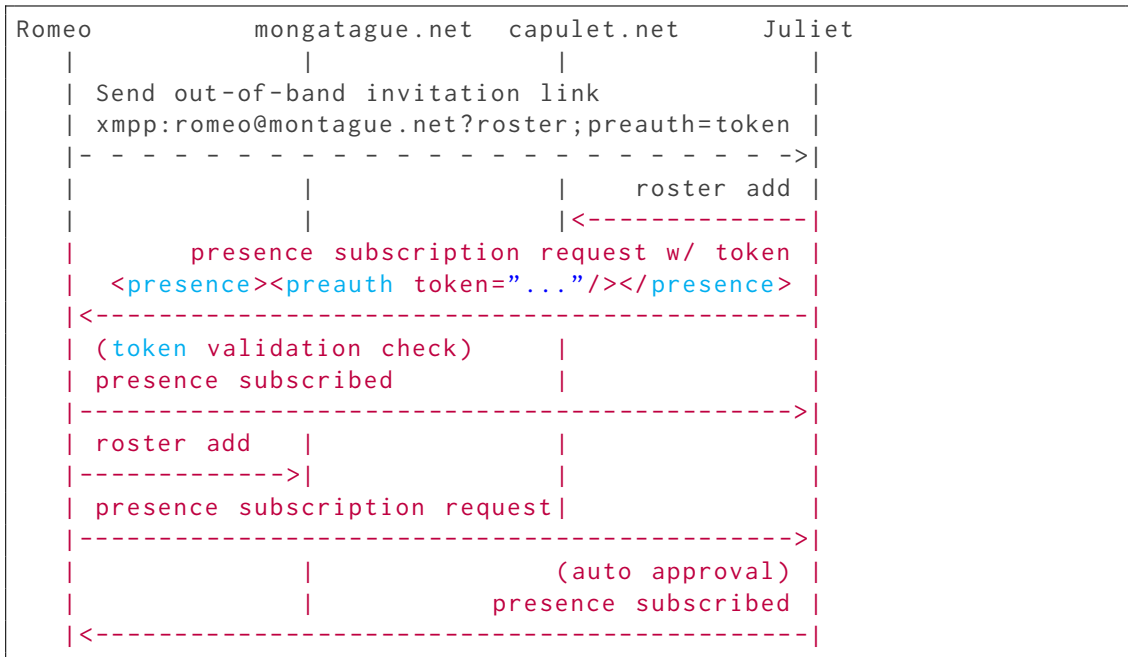 Romeo mongatague.net capulet.net Juliet
| | | |
| Send out-of-band invitation link |
| xmpp:romeo@montague.net?roster;preauth=token |
|- - - - - - - - - - - - - - - - - - - - - - ->|
| | | roster add |
| | |<--------------|
| presence subscription request w/ token |
| <presence><preauth token="..."/></presence> |
|<---------------------------------------------|
| (token validation check) | |
| presence subscribed | |
|--------------------------------------------->|
| roster add | | |
|------------->| | |
| presence subscription request| |
|--------------------------------------------->|
| | (auto approval) |
| | presence subscribed |
|<---------------------------------------------|